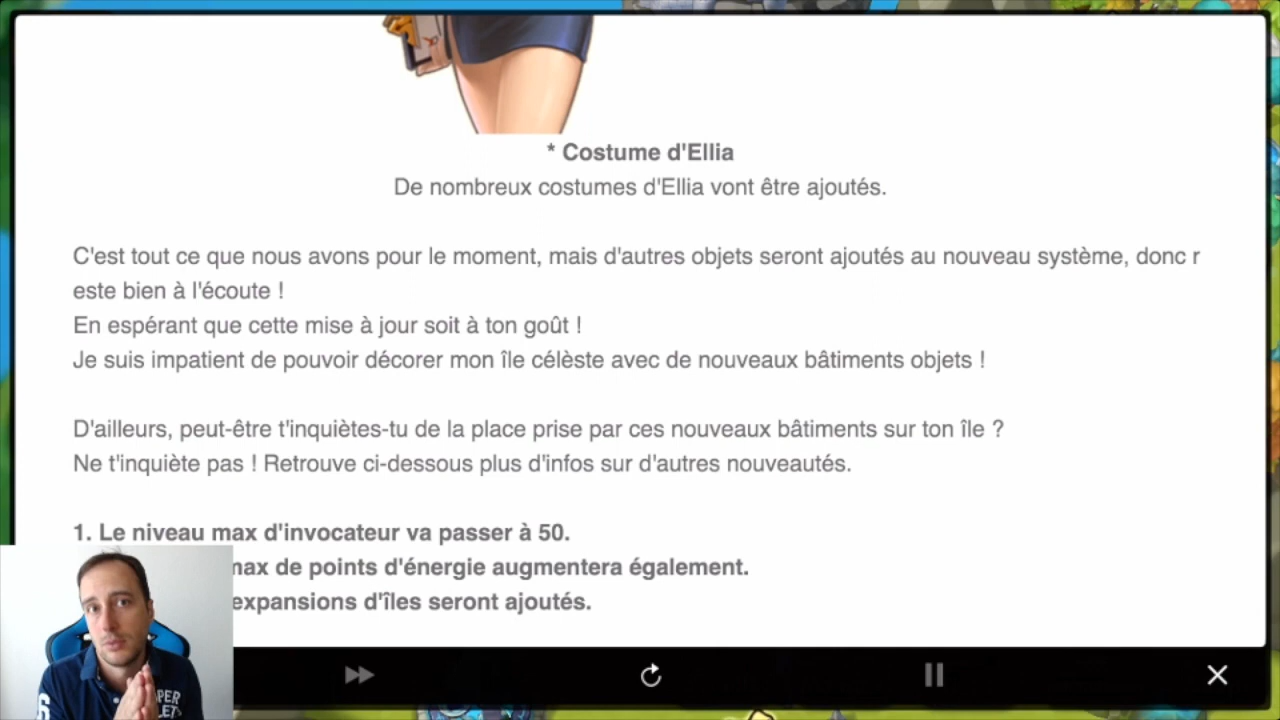 * Costume d'Ellia
De nombreux costumes d'Ellia vont être ajoutés.
C'est tout ce que nous avons pour le moment, mais d'autres objets seront ajoutés au nouveau système, donc r
este bien à l'écoute !
En espérant que cette mise à jour soit à ton goût !
Je suis impatient de pouvoir décorer mon île célèste avec de nouveaux bâtiments objets !
D'ailleurs, peut-être t'inquiètes-tu de la place prise par ces nouveaux bâtiments sur ton île ?
Ne t'inquiète pas ! Retrouve ci-dessous plus d'infos sur d'autres nouveautés.
1. Le niveau max d'invocateur va passer à 50.
max de points d'énergie augmentera également.
expansions d'îles seront ajoutés.